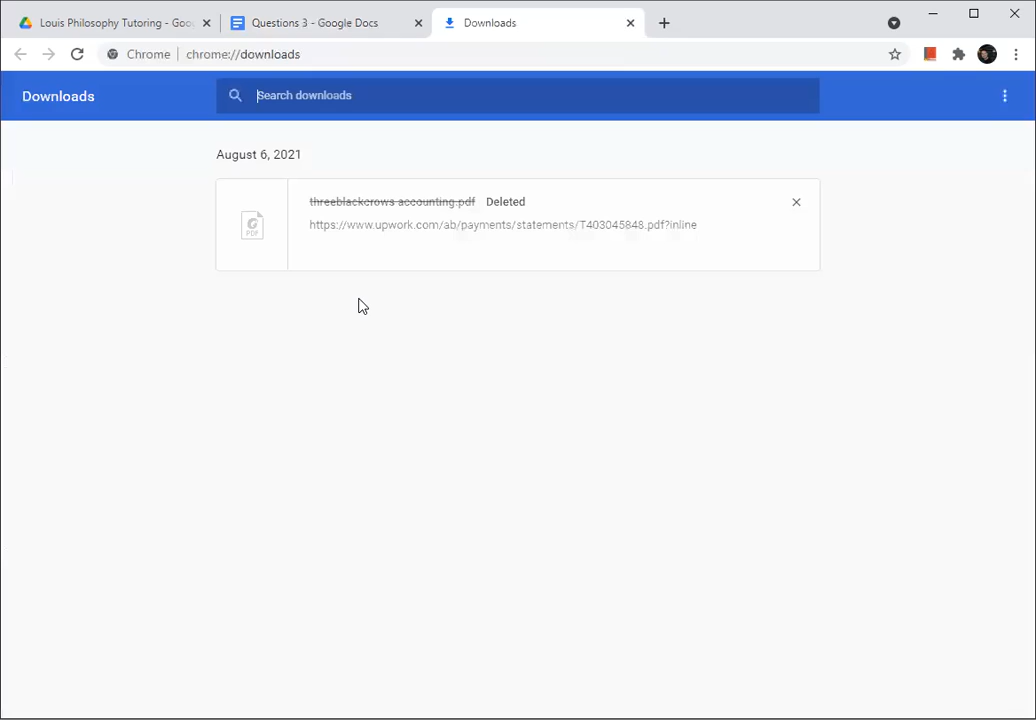 Louis Philosophy Tutoring - Goo
Questions 3 - Google Docs
Downloads
Chrome
chrome://downloads
Downloads
Search downloads
August 6, 2021
threeblackcrows accounting.pdf Deleted
https://www.upwork.com/ab/payments/statements/T403045848.pdf?inline
PDF